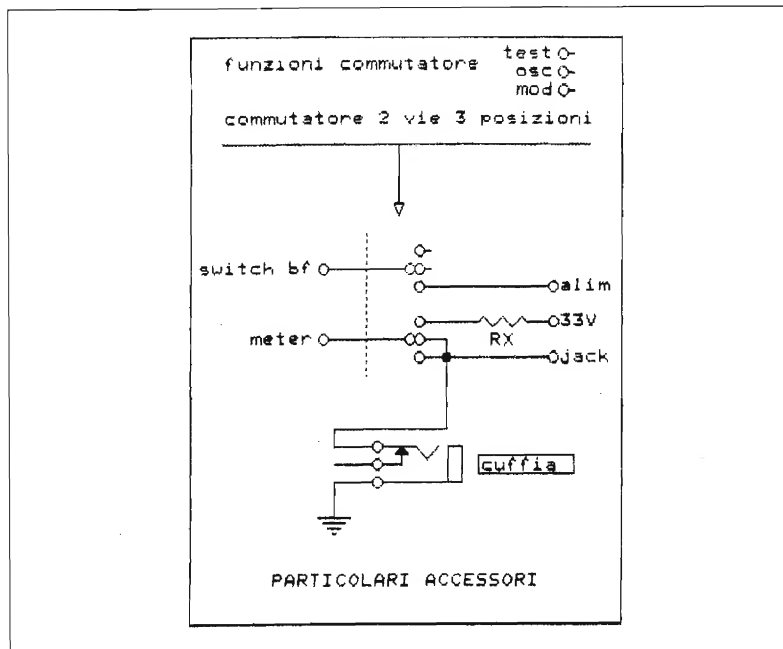 test
funzioni commutatore
osc
mod
commutatore 2 vie 3 posizioni
switch bf
alim
33V
meter
RX
jack
cuffia
PARTICOLARI ACCESSORI